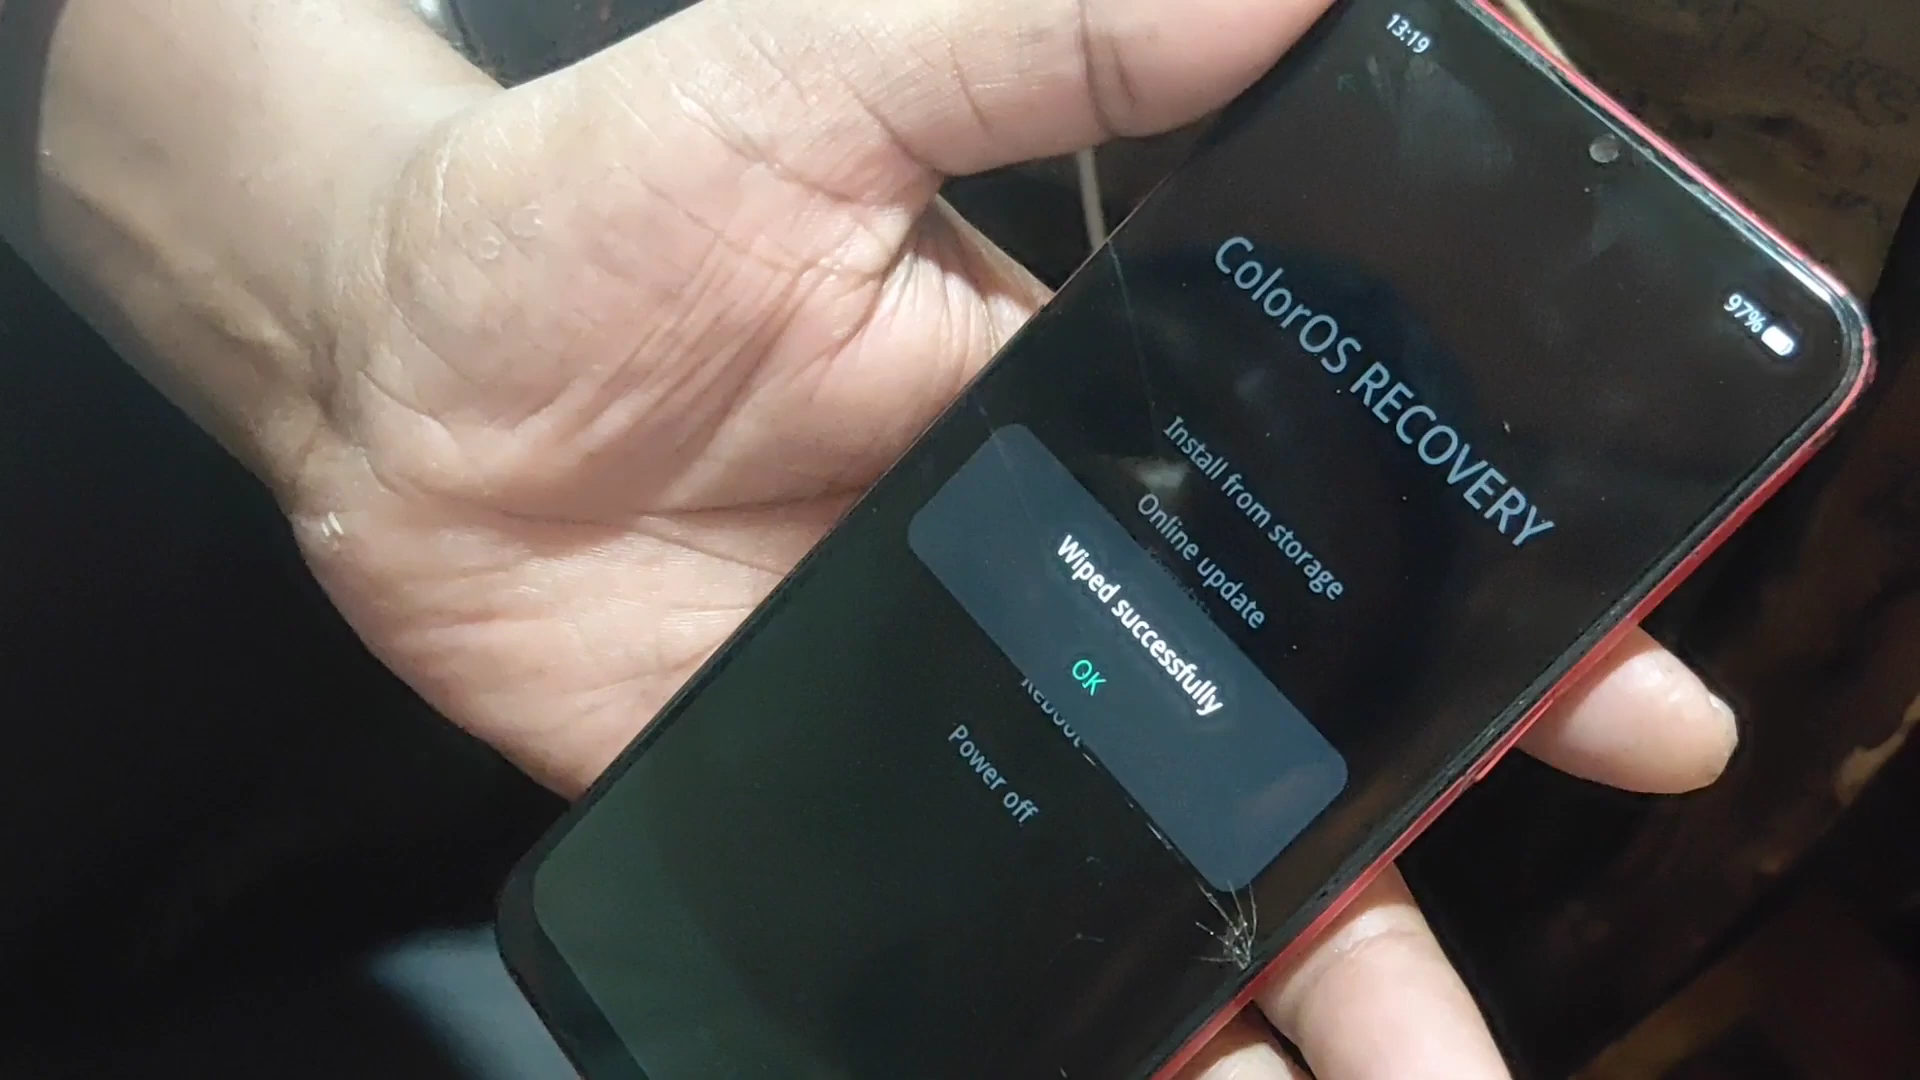 13:19
97%
ColorOS RECOVERY
Install from storage
Online update
Wiped successfully
OK
Reboot
Power off